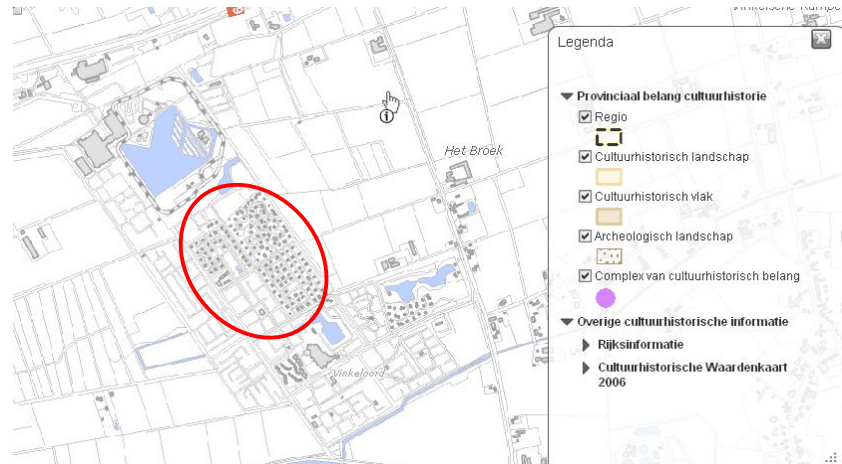 Legenda
Provinciaal belang cultuurhistorie
Regio
Cultuurhistorisch landschap
Cultuurhistorisch vlak
Archeologisch landschap
Complex van cultuurhistorisch belang
Overige cultuurhistorische informatie
Rijksinformatie
Cultuurhistorische Waardenkaart
2006
Het Broek
Vinkeloord